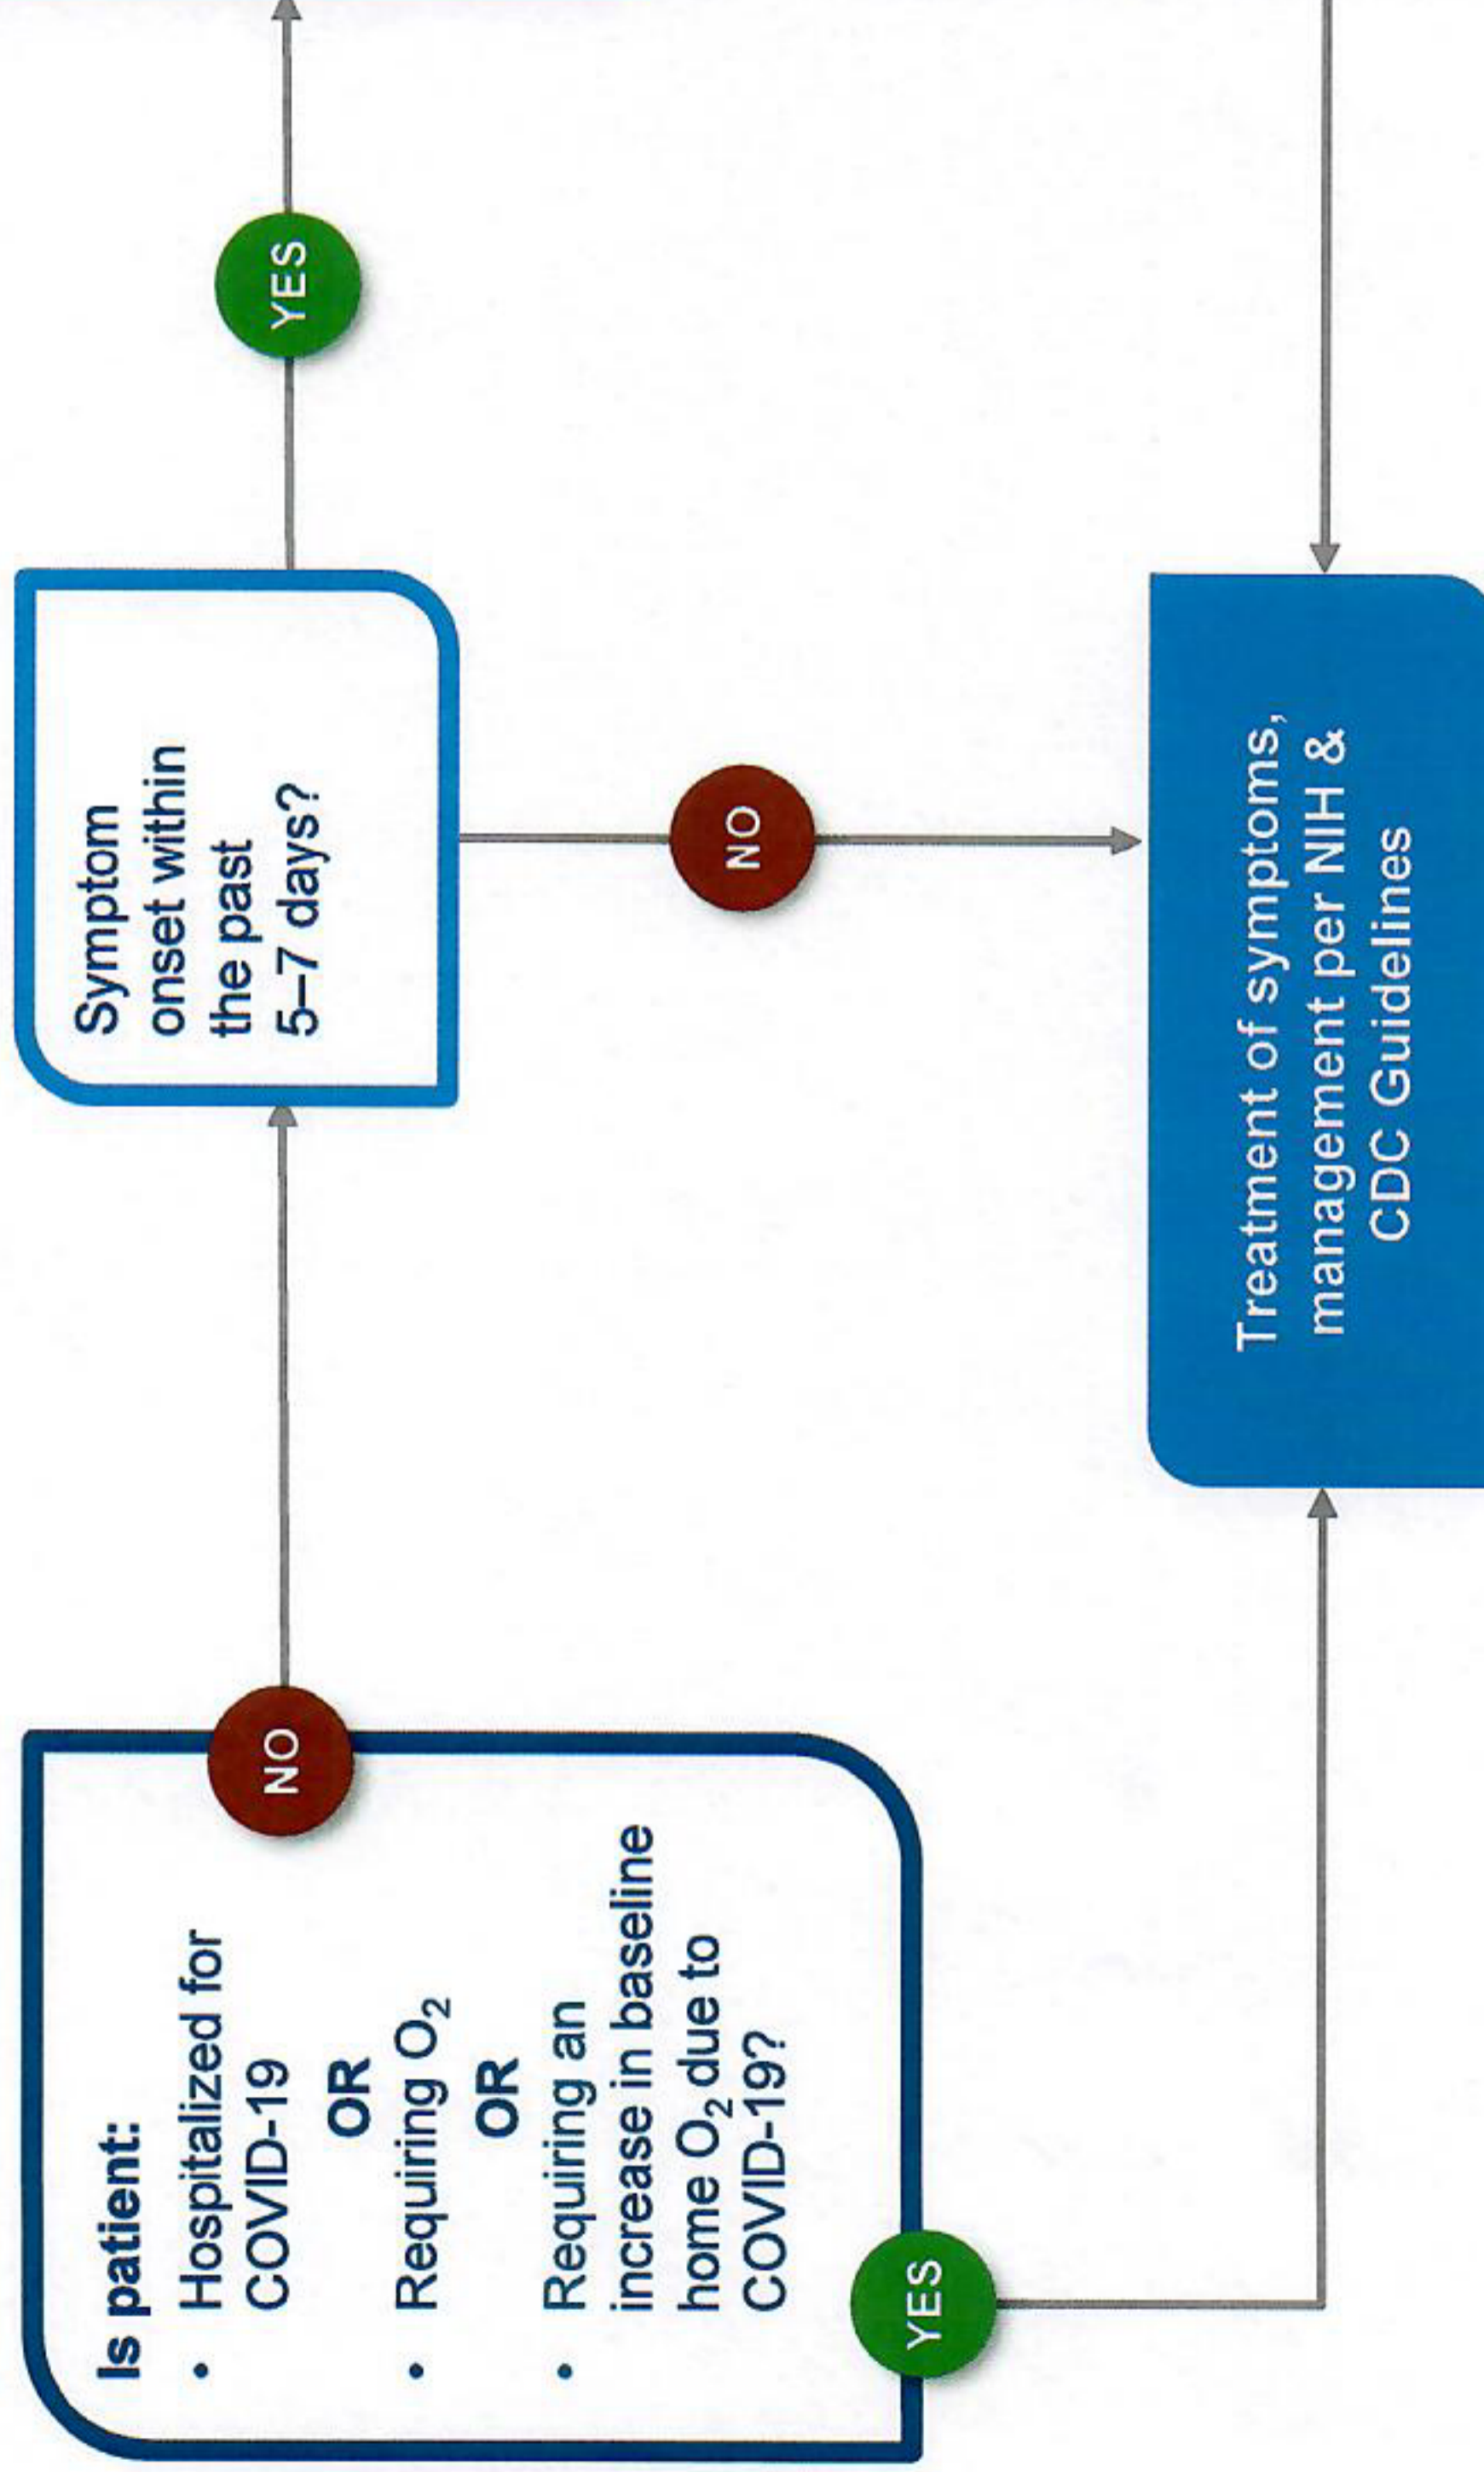 Is patient:
• Hospitalized for
COVID-19
OR
• Requiring O₂
OR
• Requiring an
increase in baseline
home O₂ due to
COVID-19?
NO
YES
Symptom
onset within
the past
5–7 days?
YES
NO
Treatment of symptoms,
management per NIH &
CDC Guidelines